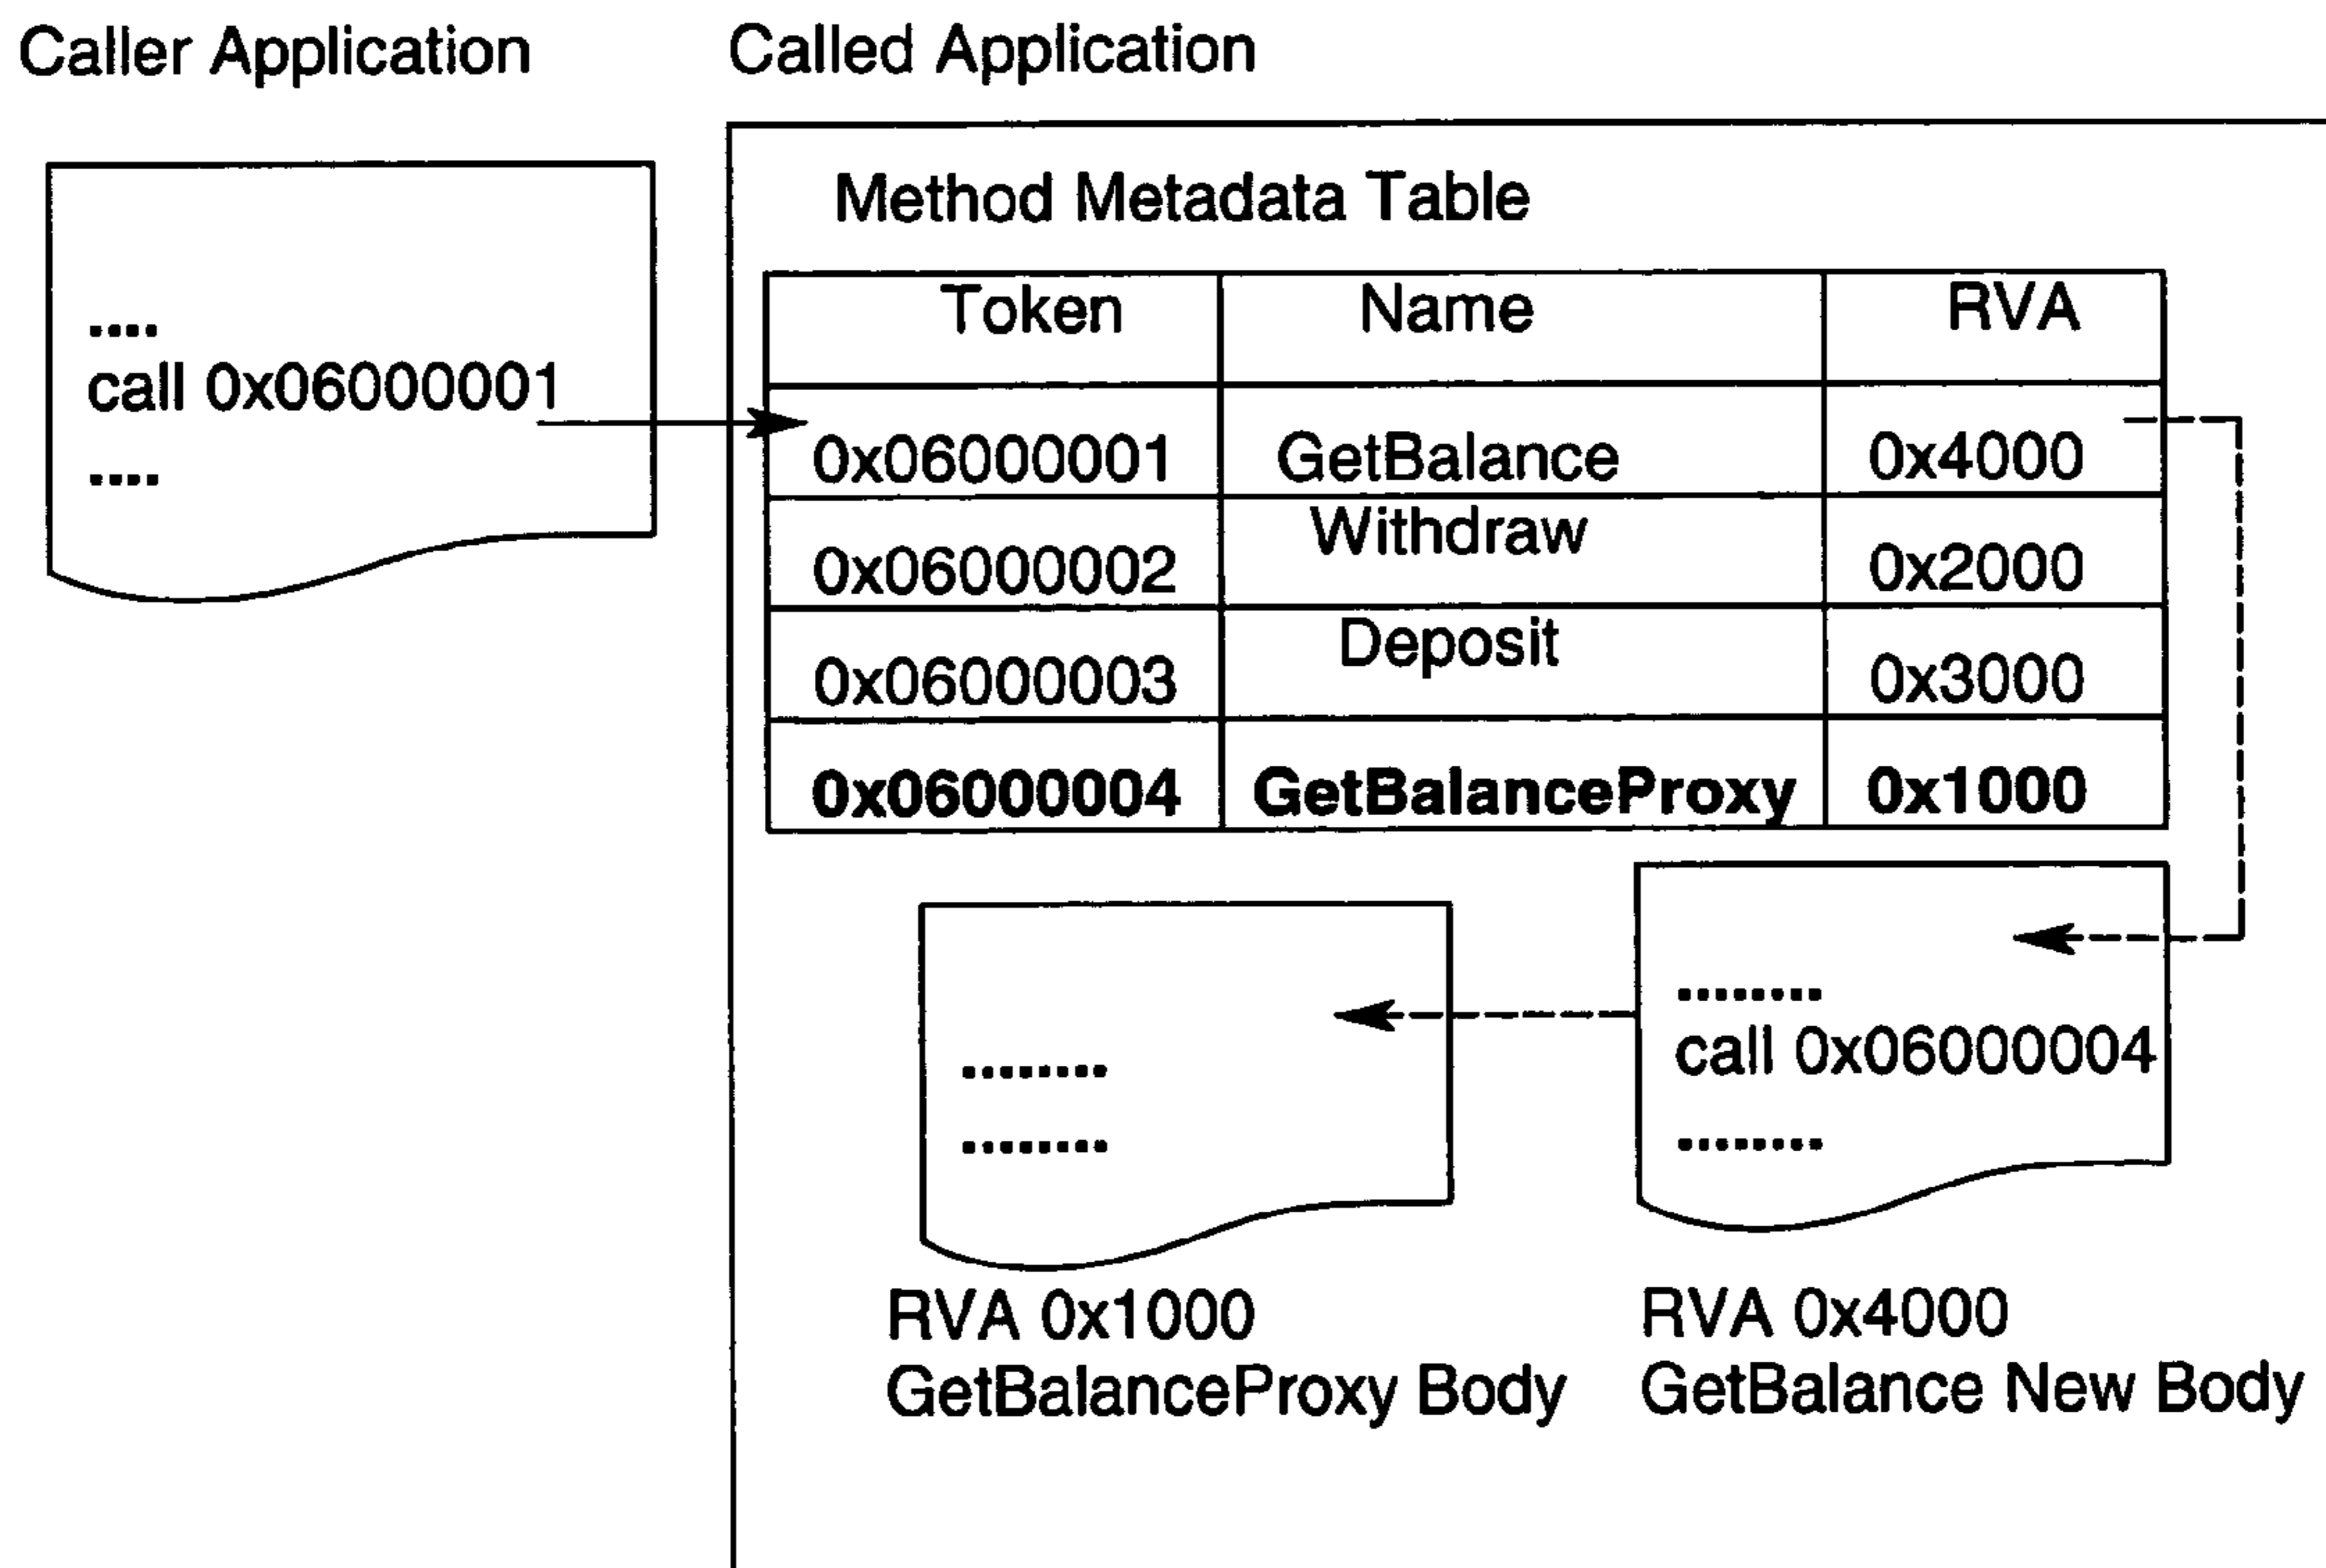 Caller Application
Called Application
....
call 0x06000001
....
Method Metadata Table
Token Name RVA
0x06000001 GetBalance 0x4000
0x06000002 Withdraw 0x2000
0x06000003 Deposit 0x3000
0x06000004 GetBalanceProxy 0x1000
........
........
RVA 0x1000
GetBalanceProxy Body
........
call 0x06000004
........
RVA 0x4000
GetBalance New Body